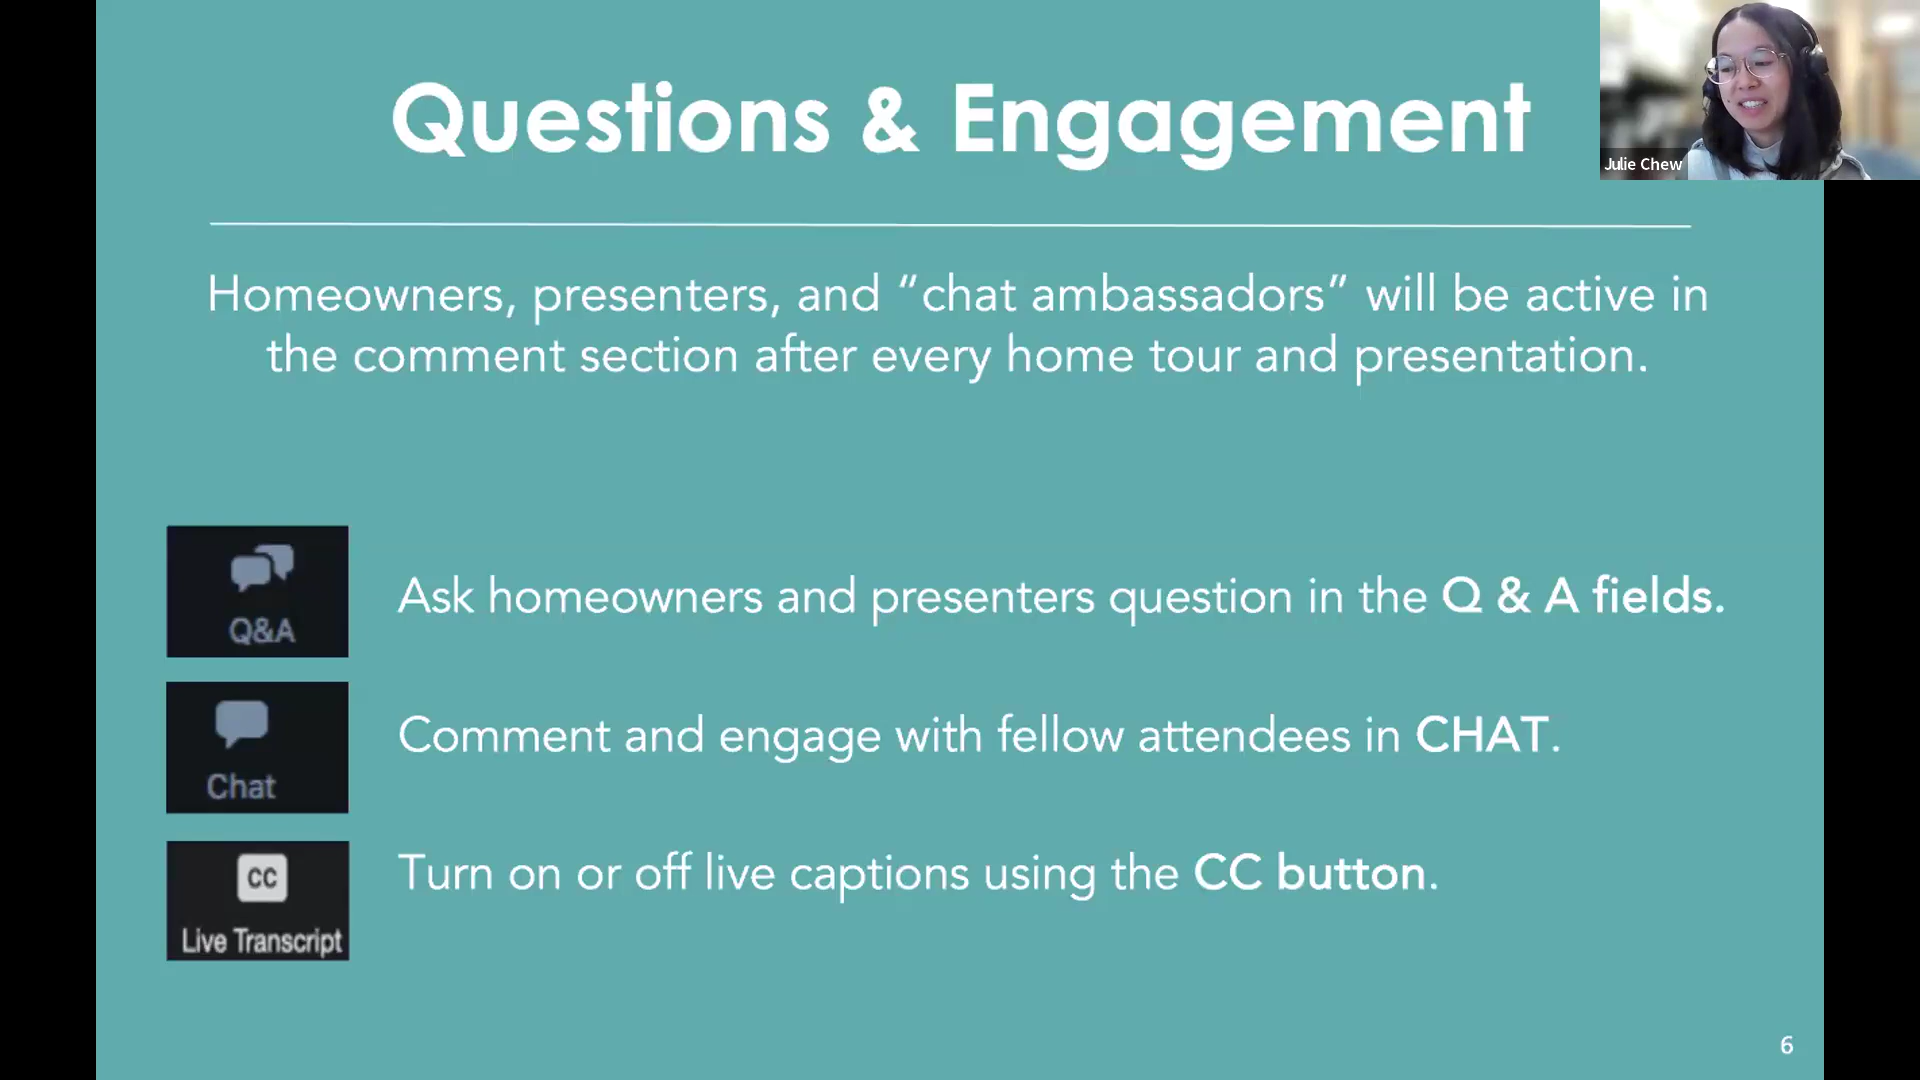 Questions & Engagement
Julie Chew
Homeowners, presenters, and “chat ambassadors” will be active in
the comment section after every home tour and presentation.
Q&A
Ask homeowners and presenters question in the Q & A fields.
Chat
Comment and engage with fellow attendees in CHAT.
CC
Live Transcript
Turn on or off live captions using the CC button.
6